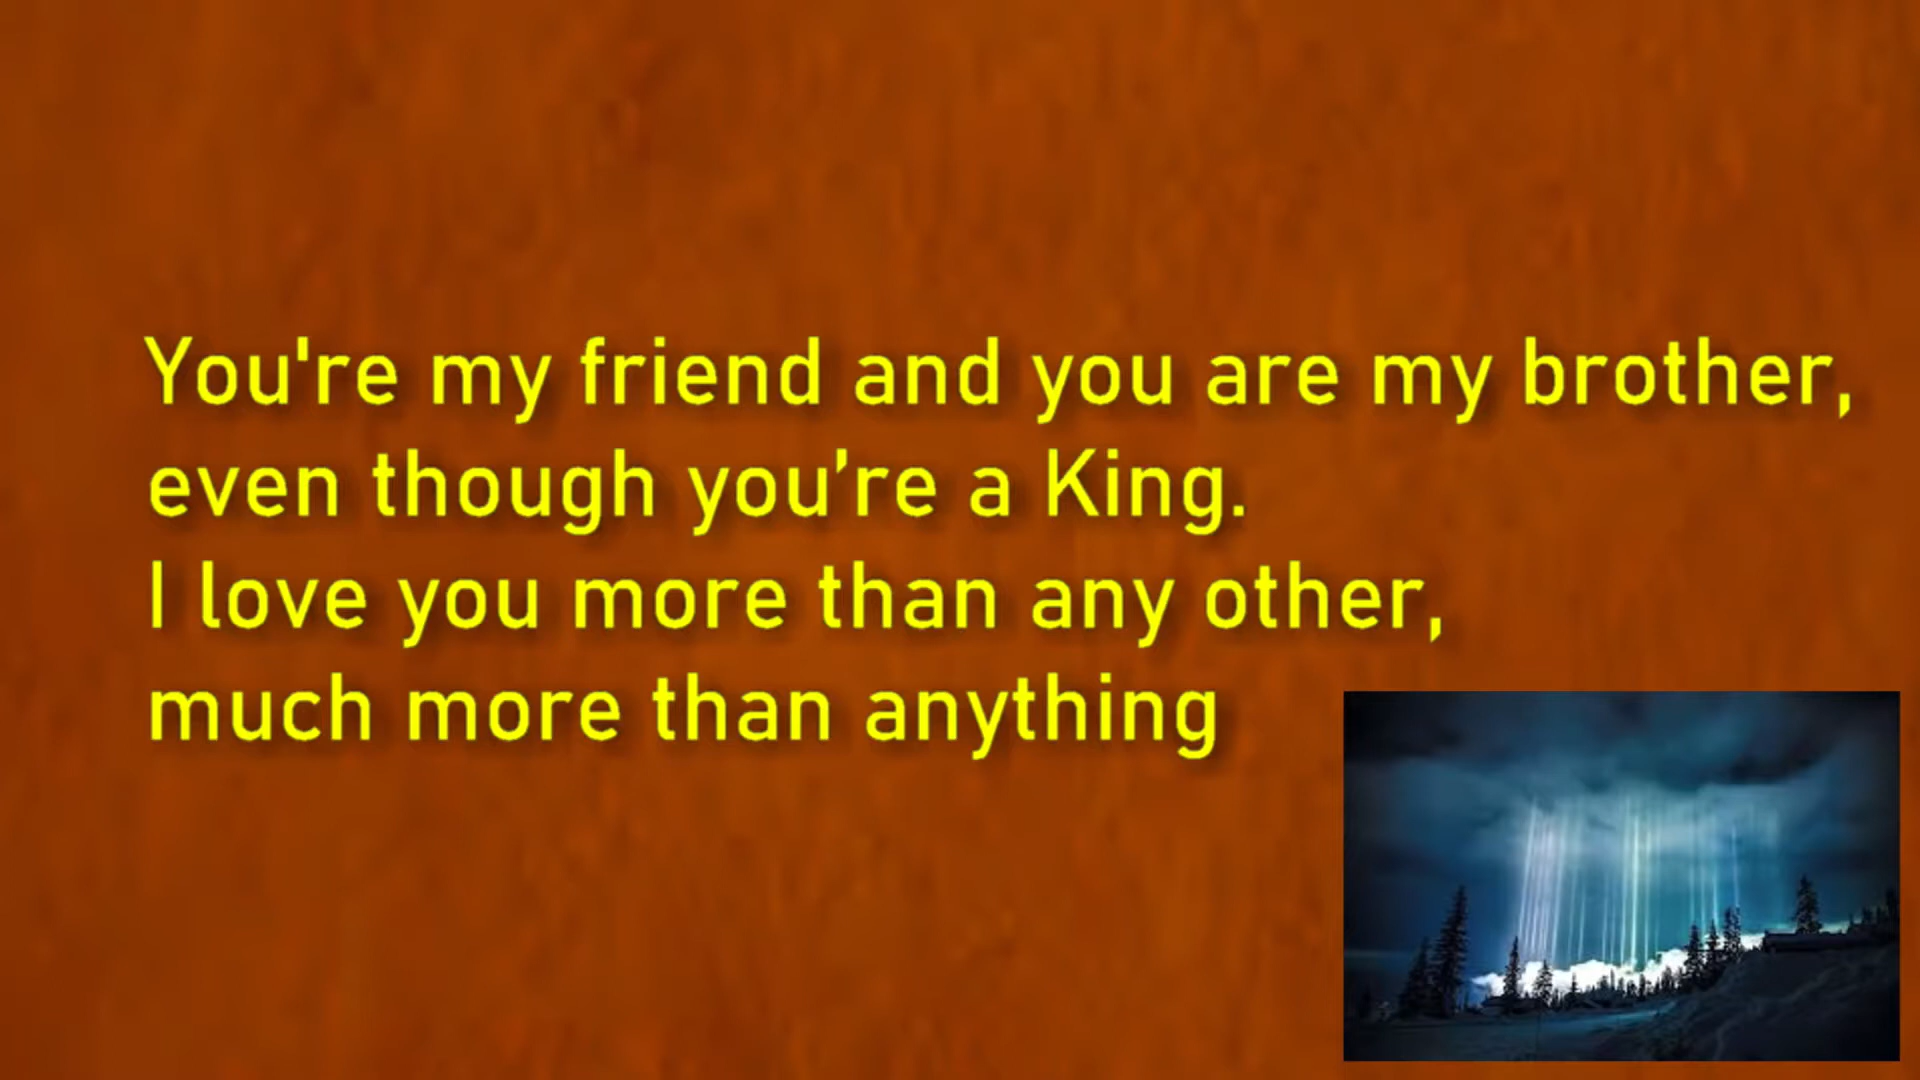 You're my friend and you are my brother,
even though you’re a King.
I love you more than any other,
much more than anything